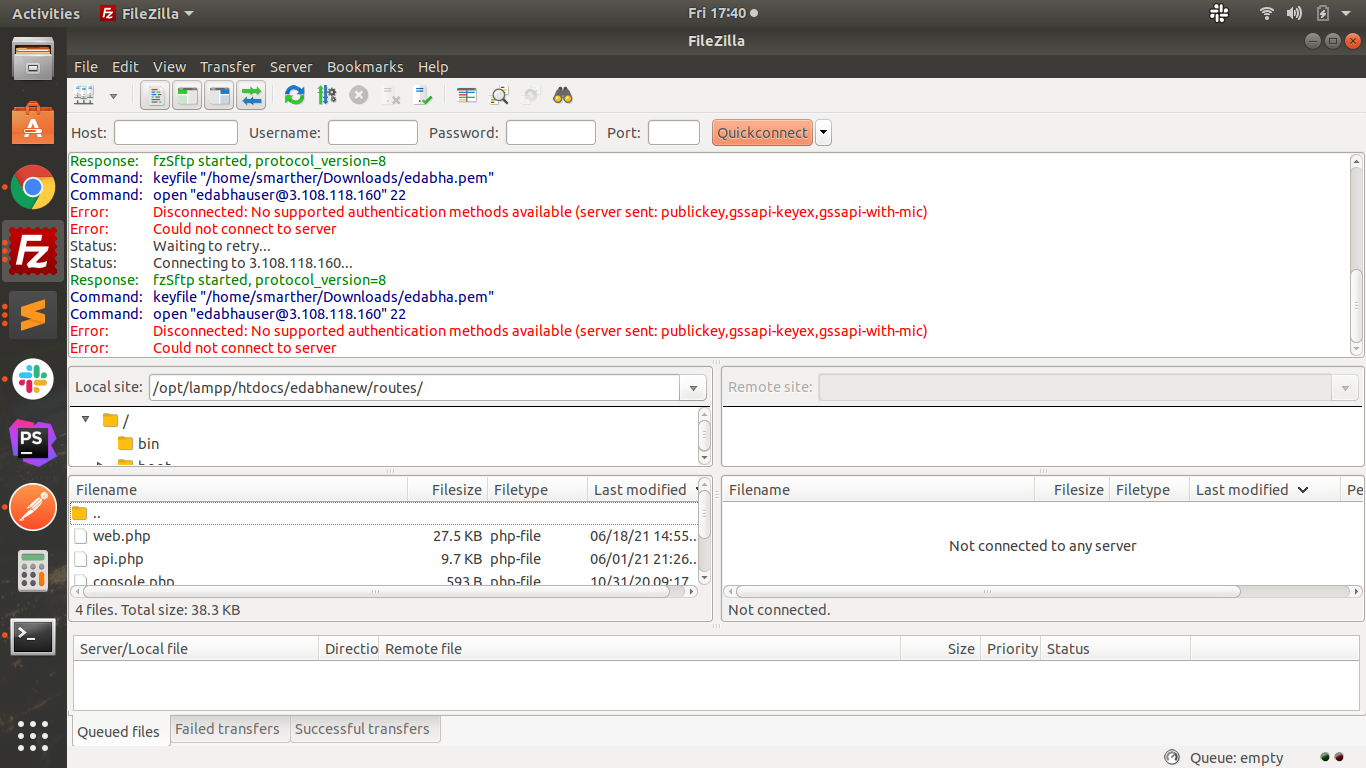 Activities FileZilla Fri 17:40
FileZilla
File Edit View Transfer Server Bookmarks Help
Host: Username: Password: Port: Quickconnect
Response: fzSftp started, protocol_version=8
Command: keyfile "/home/smarther/Downloads/edabha.pem"
Command: open "edabhauser@3.108.118.160" 22
Error: Disconnected: No supported authentication methods available (server sent: publickey,gssapi-keyex,gssapi-with-mic)
Error: Could not connect to server
Status: Waiting to retry...
Status: Connecting to 3.108.118.160...
Response: fzSftp started, protocol_version=8
Command: keyfile "/home/smarther/Downloads/edabha.pem"
Command: open "edabhauser@3.108.118.160" 22
Error: Disconnected: No supported authentication methods available (server sent: publickey,gssapi-keyex,gssapi-with-mic)
Error: Could not connect to server
Local site: /opt/lampp/htdocs/edabhanew/routes/
Remote site:
/
bin
Filename Filesize Filetype Last modified
..
web.php 27.5 KB php-file 06/18/21 14:55..
api.php 9.7 KB php-file 06/01/21 21:26..
console.php 593 B php-file 10/31/20 09:17
4 files. Total size: 38.3 KB
Filename Filesize Filetype Last modified Pe
Not connected to any server
Not connected.
Server/Local file Directio Remote file Size Priority Status
Queued files Failed transfers Successful transfers
Queue: empty
PS